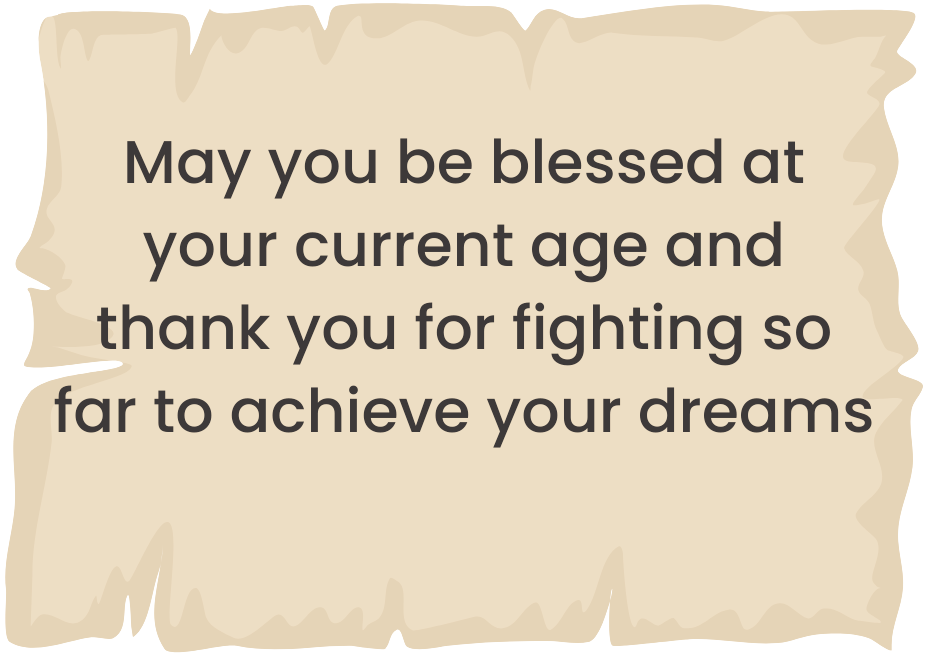 May you be blessed at
your current age and
thank you for fighting so
far to achieve your dreams